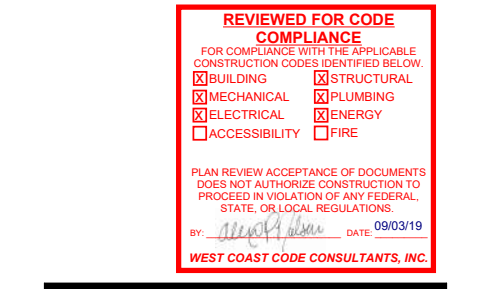 REVIEWED FOR CODE
COMPLIANCE
FOR COMPLIANCE WITH THE APPLICABLE
CONSTRUCTION CODES IDENTIFIED BELOW.
X BUILDING X STRUCTURAL
X MECHANICAL X PLUMBING
X ELECTRICAL X ENERGY
ACCESSIBILITY FIRE
PLAN REVIEW ACCEPTANCE OF DOCUMENTS
DOES NOT AUTHORIZE CONSTRUCTION TO
PROCEED IN VIOLATION OF ANY FEDERAL,
STATE, OR LOCAL REGULATIONS.
BY: DATE: 09/03/19
WEST COAST CODE CONSULTANTS, INC.